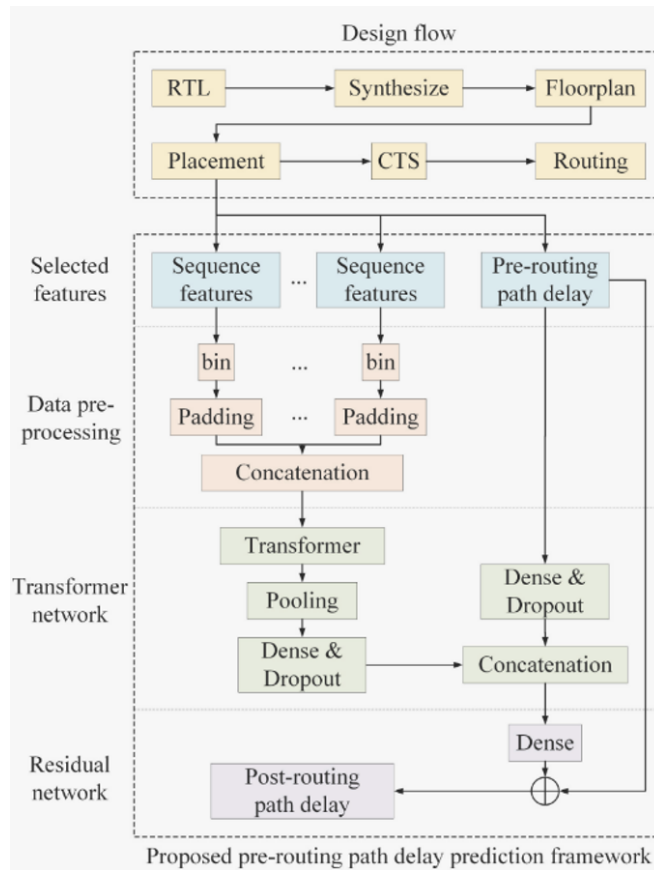 Design flow
RTL
Synthesize
Floorplan
Placement
CTS
Routing
Selected
features
Sequence
features
...
Sequence
features
Pre-routing
path delay
Data pre-
processing
bin
...
bin
Padding
...
Padding
Concatenation
Transformer
network
Transformer
Pooling
Dense &
Dropout
Dense &
Dropout
Concatenation
Residual
network
Dense
Post-routing
path delay
Proposed pre-routing path delay prediction framework